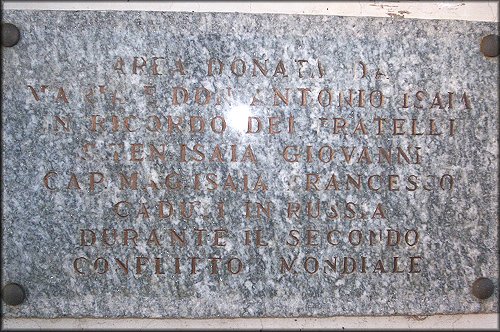 AREA DONATA DA
E DON ANTONIO ISAIA
IN RICORDO DEI FRATELLI
S.TEN. ISAIA GIOVANNI
CAP. MAG. ISAIA FRANCESCO
CADUTI IN RUSSIA
DURANTE IL SECONDO
CONFLITTO MONDIALE